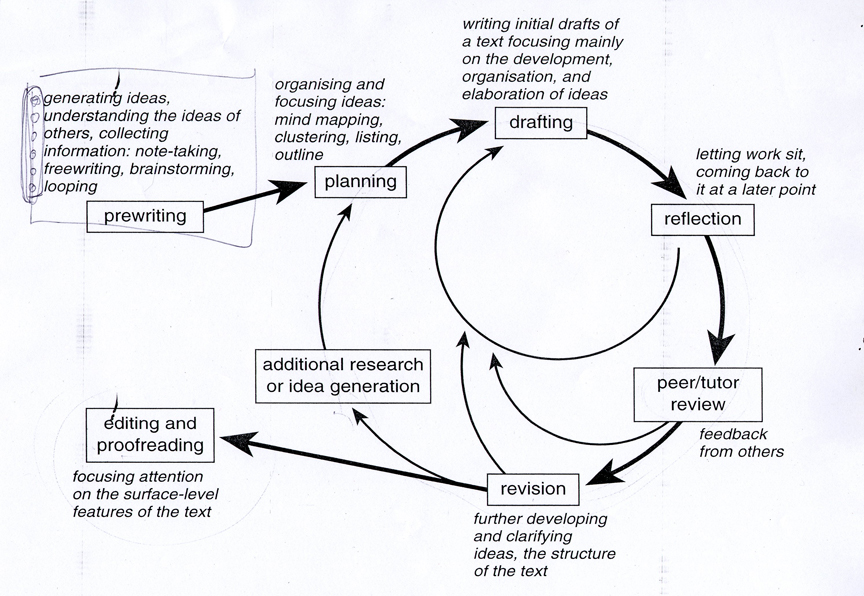 generating ideas,
understanding the ideas of
others, collecting
information: note-taking,
freewriting, brainstorming,
looping
prewriting
organising and
focusing ideas:
mind mapping,
clustering, listing,
outline
planning
writing initial drafts of
a text focusing mainly
on the development,
organisation, and
elaboration of ideas
drafting
letting work sit,
coming back to
it at a later point
reflection
peer/tutor
review
feedback
from others
revision
further developing
and clarifying
ideas, the structure
of the text
additional research
or idea generation
editing and
proofreading
focusing attention
on the surface-level
features of the text